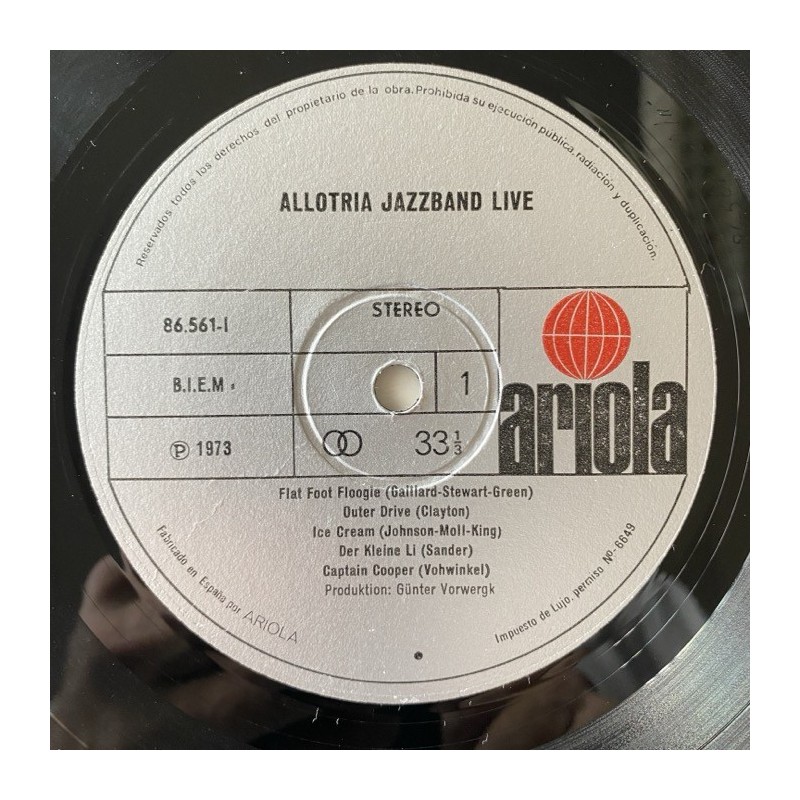 Reservados todos los derechos del propietario de la obra. Prohibida su ejecución pública, radiación y duplicación.
ALLOTRIA JAZZBAND LIVE
86.561-I
STEREO
B.I.E.M.
1
ariola
Ⓟ 1973
33⅓
Flat Foot Floogie (Gaillard-Stewart-Green)
Outer Drive (Clayton)
Ice Cream (Johnson-Moll-King)
Der Kleine Li (Sander)
Captain Cooper (Vohwinkel)
Produktion: Günter Vorwergk
Fabricado en España por ARIOLA
Impuesto de Lujo, permiso Nº- 6649